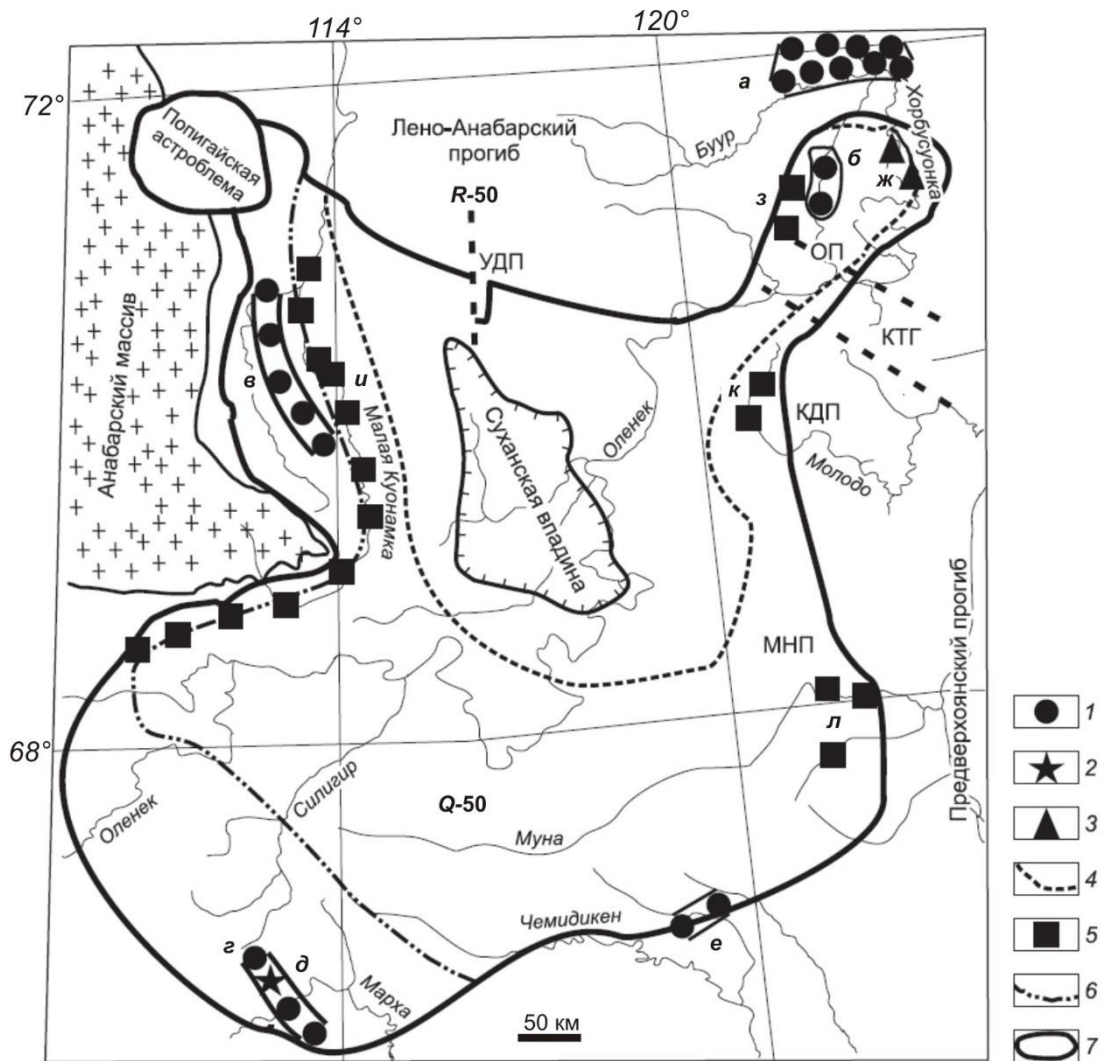 114°
120°
72°
68°
Попигайская
астроблема
Лено-Анабарский
прогиб
R-50
УДП
а
Буур
Хорбусуонка
б
ж
з
ОП
КТГ
Анабарский массив
в
и
Малая Куонамка
Суханская впадина
Оленек
к
КДП
Молодо
МНП
л
Предверхоянский прогиб
Оленек
Силигир
Q-50
Муна
Чемидикен
е
г
д
Марха
50 км
1
2
3
4
5
6
7